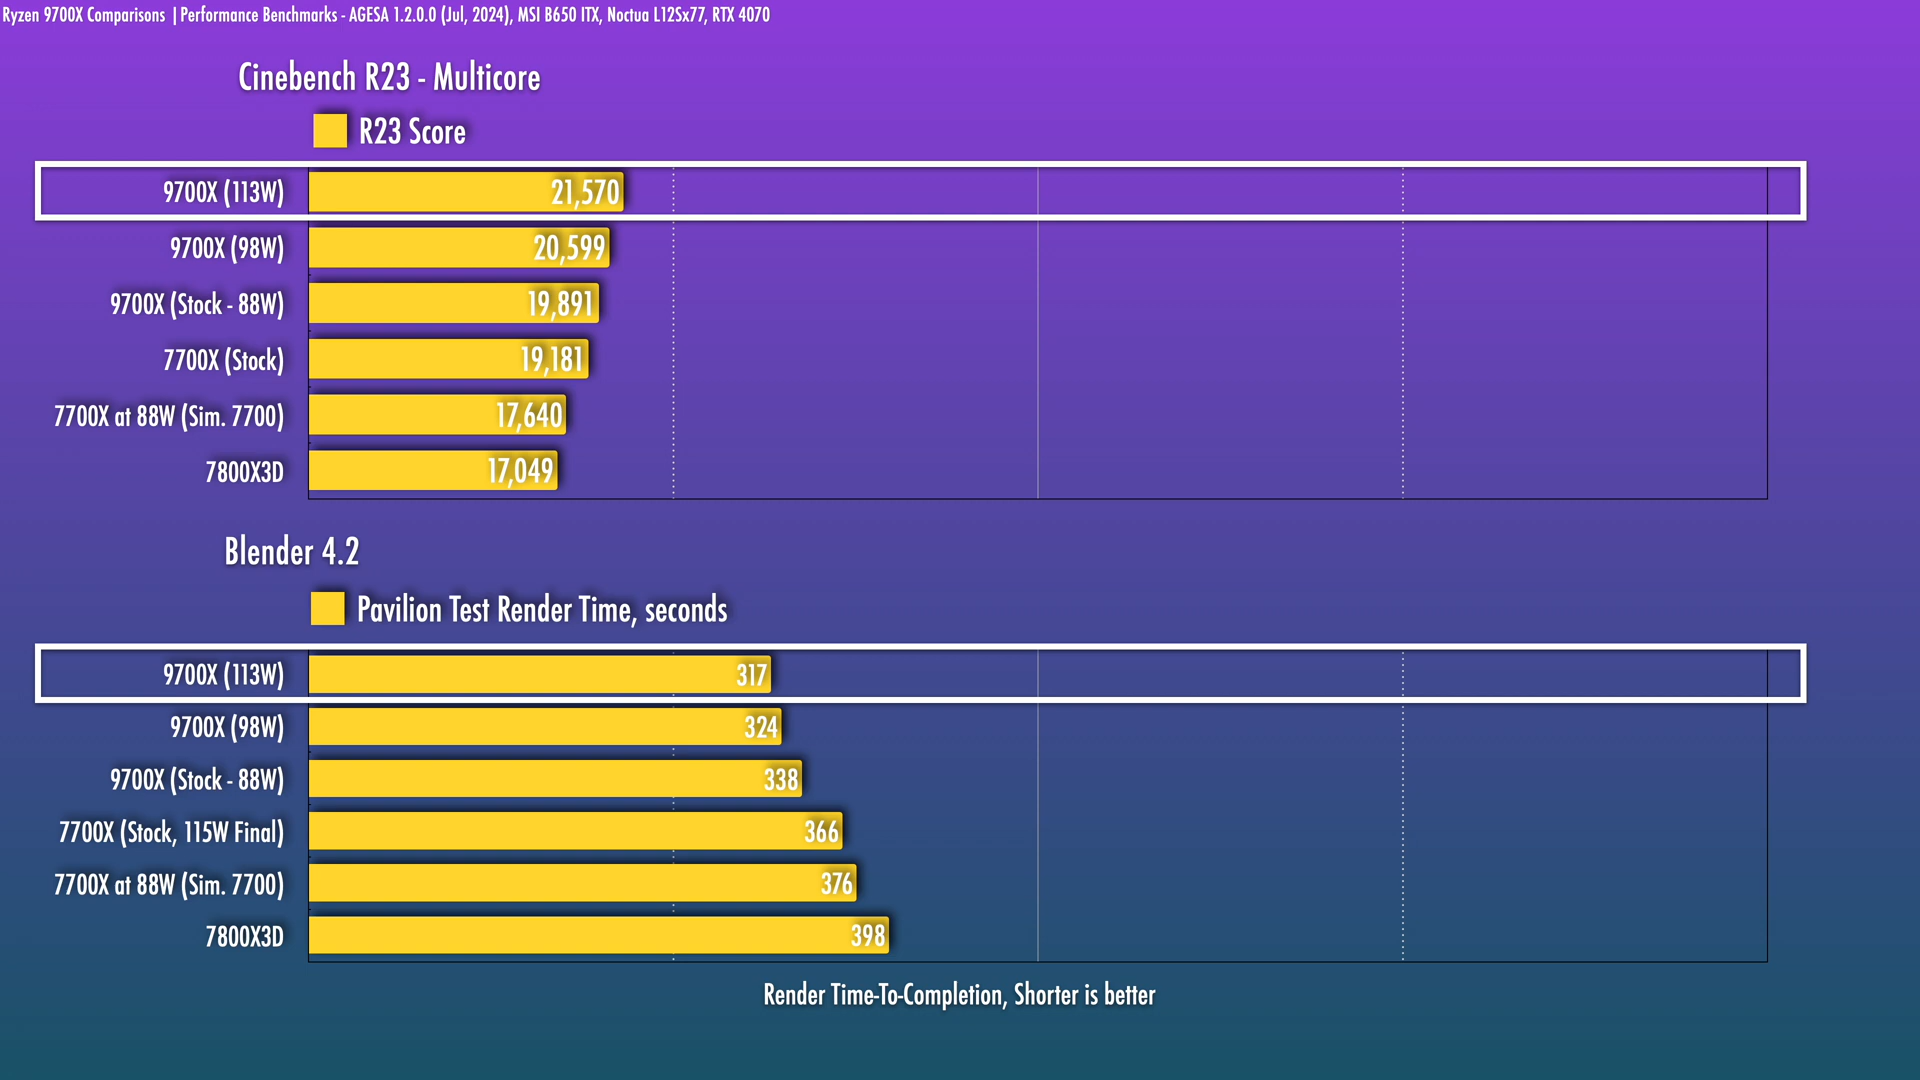 Ryzen 9700X Comparisons | Performance Benchmarks - AGESA 1.2.0.0 (Jul, 2024), MSI B650 ITX, Noctua L12Sx77, RTX 4070
Cinebench R23 - Multicore
R23 Score
9700X (113W) 21,570
9700X (98W) 20,599
9700X (Stock - 88W) 19,891
7700X (Stock) 19,181
7700X at 88W (Sim. 7700) 17,640
7800X3D 17,049
Blender 4.2
Pavilion Test Render Time, seconds
9700X (113W) 317
9700X (98W) 324
9700X (Stock - 88W) 338
7700X (Stock, 115W Final) 366
7700X at 88W (Sim. 7700) 376
7800X3D 398
Render Time-To-Completion, Shorter is better